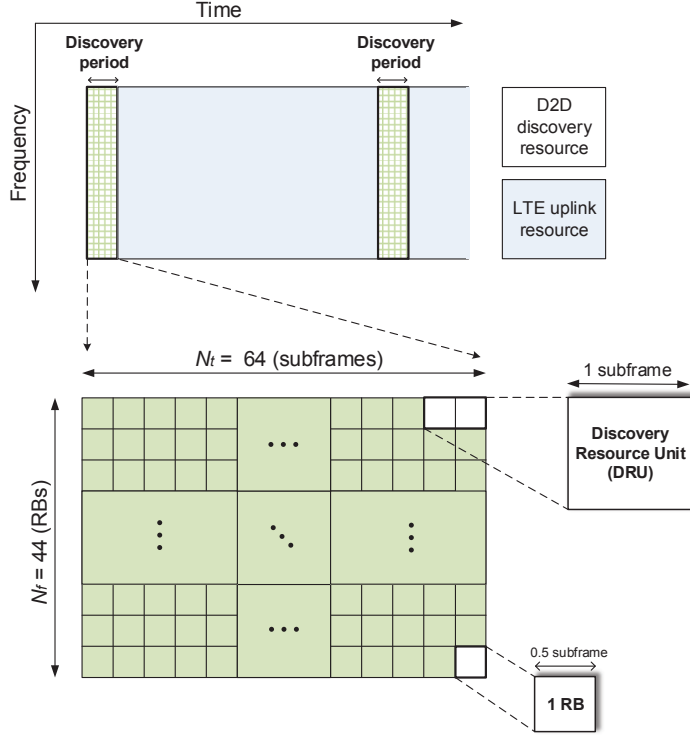 Time
Discovery
period
Discovery
period
Frequency
D2D
discovery
resource
LTE uplink
resource
Nt = 64 (subframes)
1 subframe
Discovery
Resource Unit
(DRU)
Nf = 44 (RBs)
0.5 subframe
1 RB